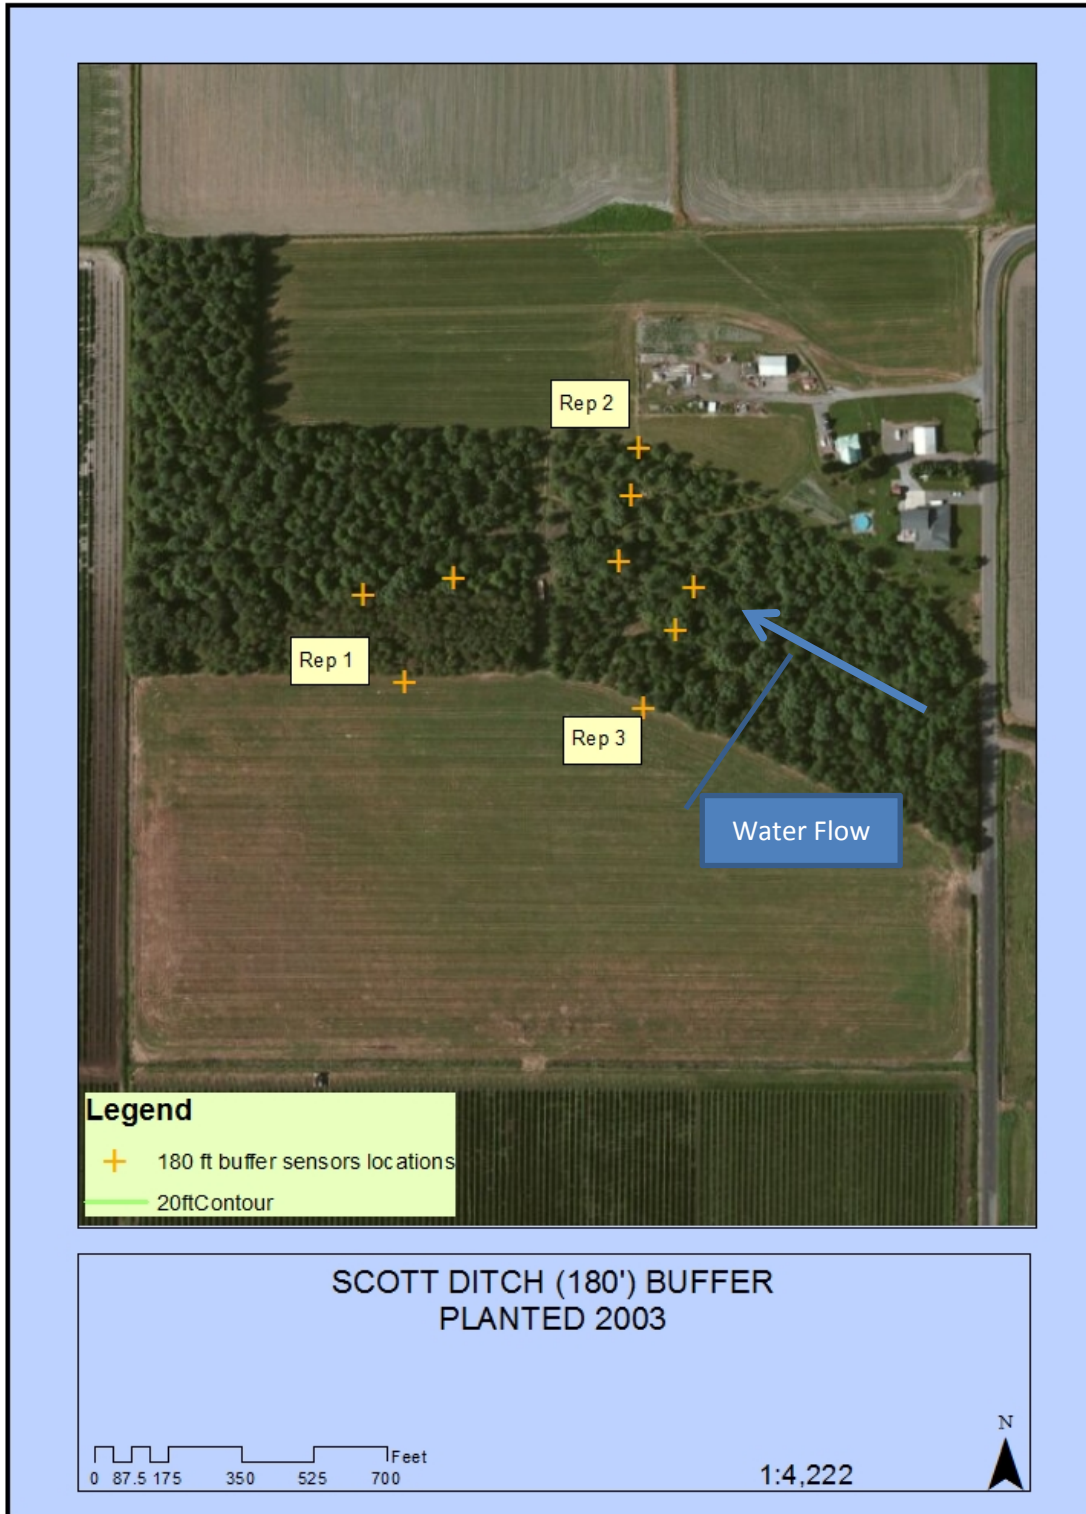 Rep 2
Rep 1
Rep 3
Water Flow
Legend
180 ft buffer sensors locations
20ftContour
SCOTT DITCH (180') BUFFER
PLANTED 2003
N
Feet
0 87.5 175 350 525 700
1:4,222